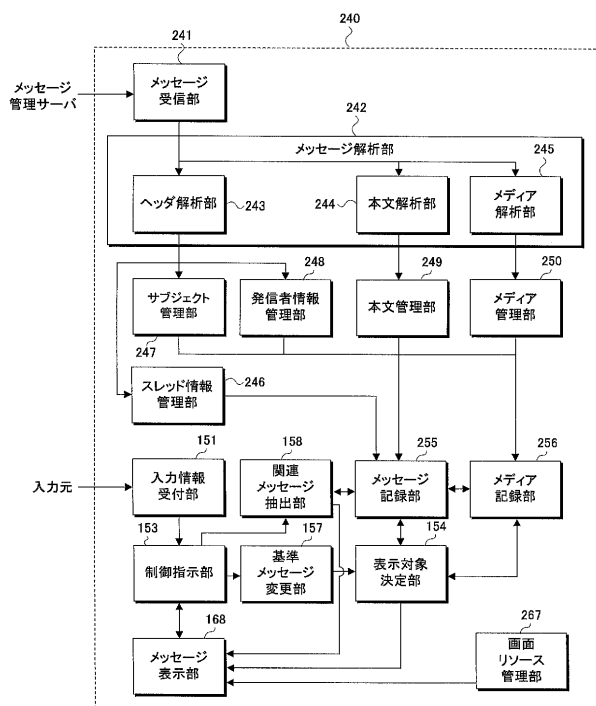 240
241
メッセージ
管理サーバ
メッセージ
受信部
242
メッセージ解析部
245
ヘッダ解析部
243
244
本文解析部
メディア
解析部
248
249
250
サブジェクト
管理部
発信者情報
管理部
本文管理部
メディア
管理部
247
スレッド情報
管理部
246
151
158
255
256
入力元
入力情報
受付部
関連
メッセージ
抽出部
メッセージ
記録部
メディア
記録部
153
157
154
制御指示部
基準
メッセージ
変更部
表示対象
決定部
168
267
メッセージ
表示部
画面
リソース
管理部